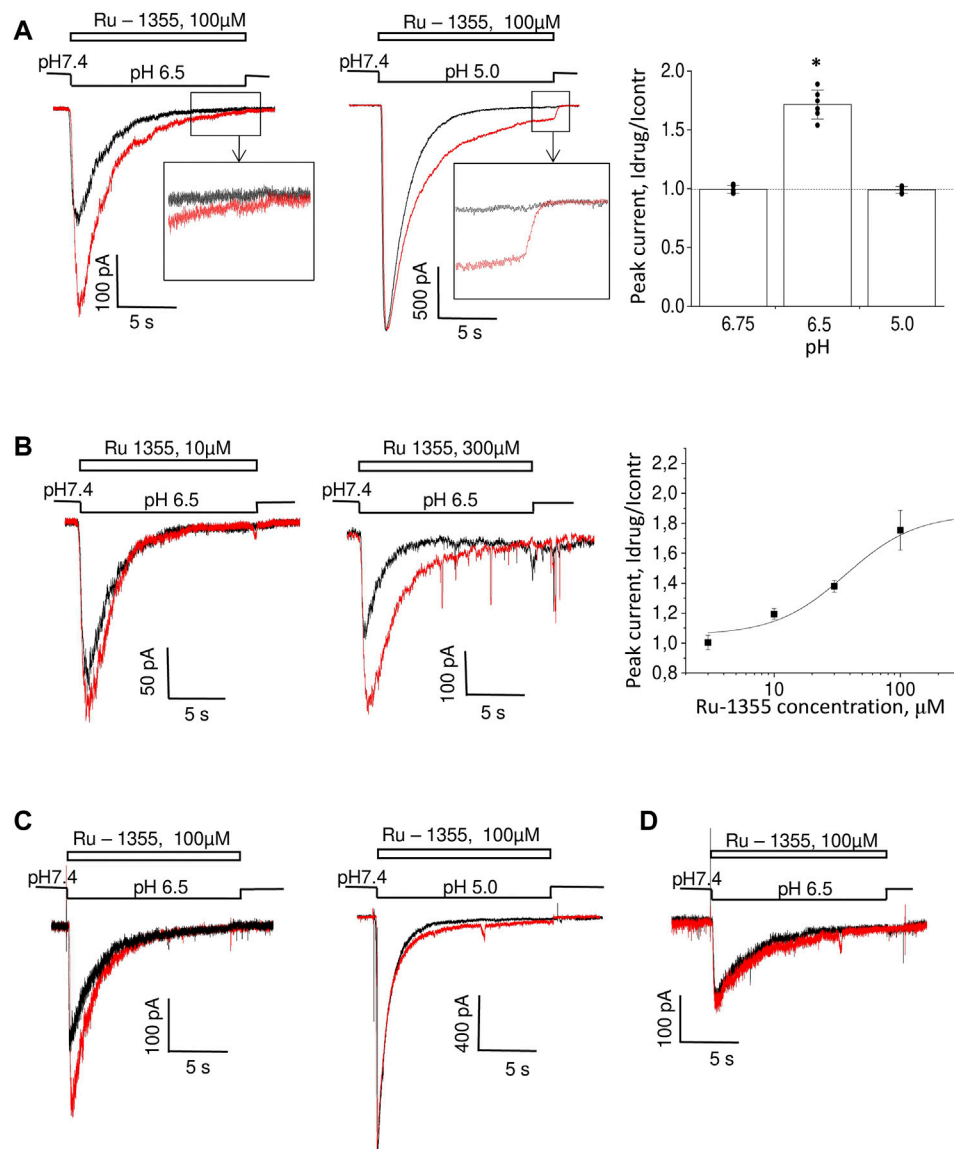 A
Ru – 1355, 100μM
pH7.4
pH 6.5
100 pA
5 s
Ru – 1355, 100μM
pH 5.0
500 pA
5 s
Peak current, Idrug/Icontr
2.0
1.5
1.0
0.5
0.0
*
6.75
6.5
5.0
pH
B
Ru 1355, 10μM
pH7.4
pH 6.5
50 pA
5 s
Ru 1355, 300μM
pH7.4
pH 6.5
100 pA
5 s
Peak current, Idrug/Icontr
2,2
2,0
1,8
1,6
1,4
1,2
1,0
0,8
10
100
Ru-1355 concentration, μM
C
Ru – 1355, 100μM
pH7.4
pH 6.5
100 pA
5 s
Ru – 1355, 100μM
pH7.4
pH 5.0
400 pA
5 s
D
Ru – 1355, 100μM
pH7.4
pH 6.5
100 pA
5 s